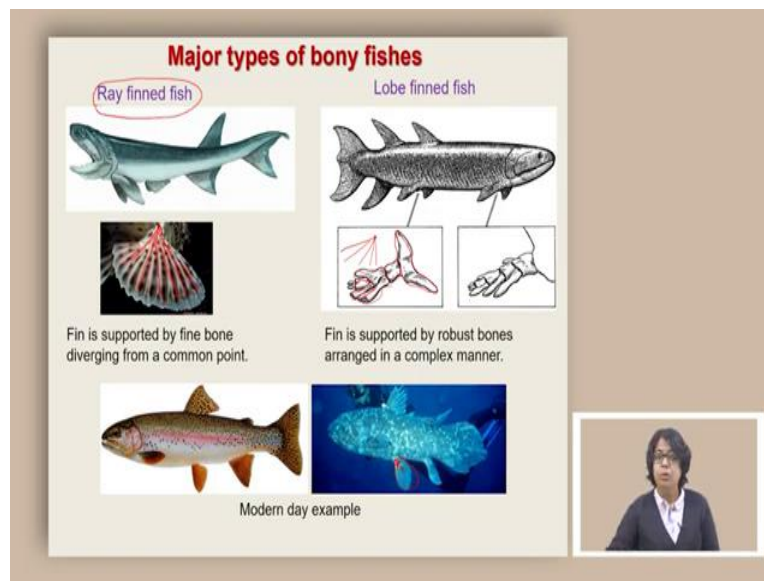 Major types of bony fishes
Ray finned fish
Lobe finned fish
Fin is supported by fine bone
diverging from a common point.
Fin is supported by robust bones
arranged in a complex manner.
Modern day example